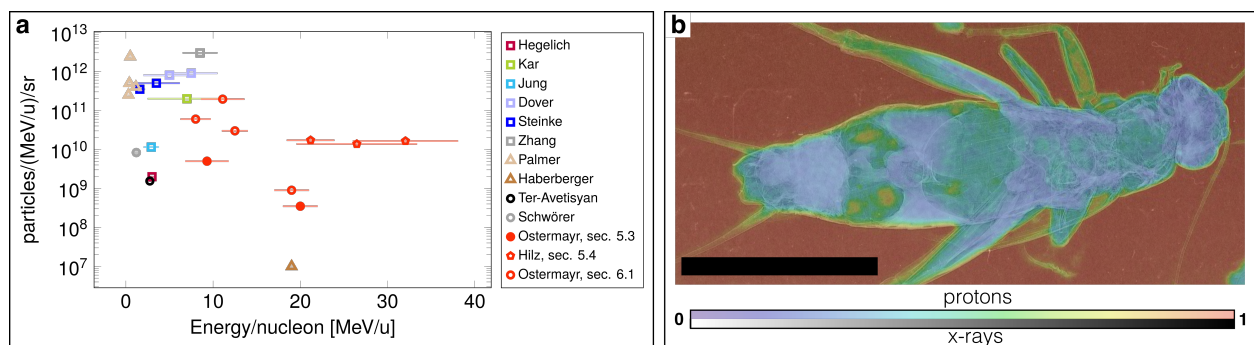 a
particles/(MeV/u)/sr
10^13
10^12
10^11
10^10
10^9
10^8
10^7
0
10
20
30
40
Energy/nucleon [MeV/u]
Hegelich
Kar
Jung
Dover
Steinke
Zhang
Palmer
Haberberger
Ter-Avetisyan
Schwörer
Ostermayr, sec. 5.3
Hilz, sec. 5.4
Ostermayr, sec. 6.1
b
protons
0
1
x-rays